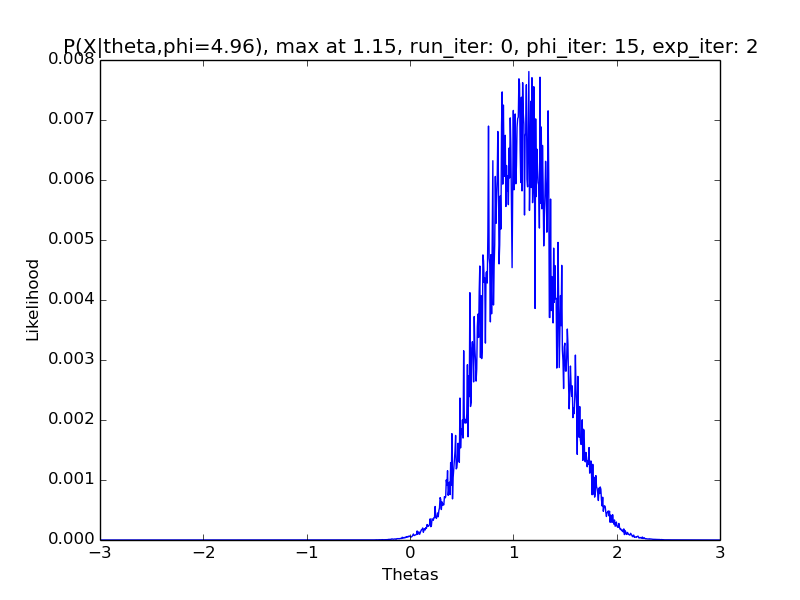 P(X|theta,phi=4.96), max at 1.15, run_iter: 0, phi_iter: 15, exp_iter: 2
0.008
0.007
0.006
0.005
0.004
0.003
0.002
0.001
0.000
Likelihood
−3 −2 −1 0 1 2 3
Thetas